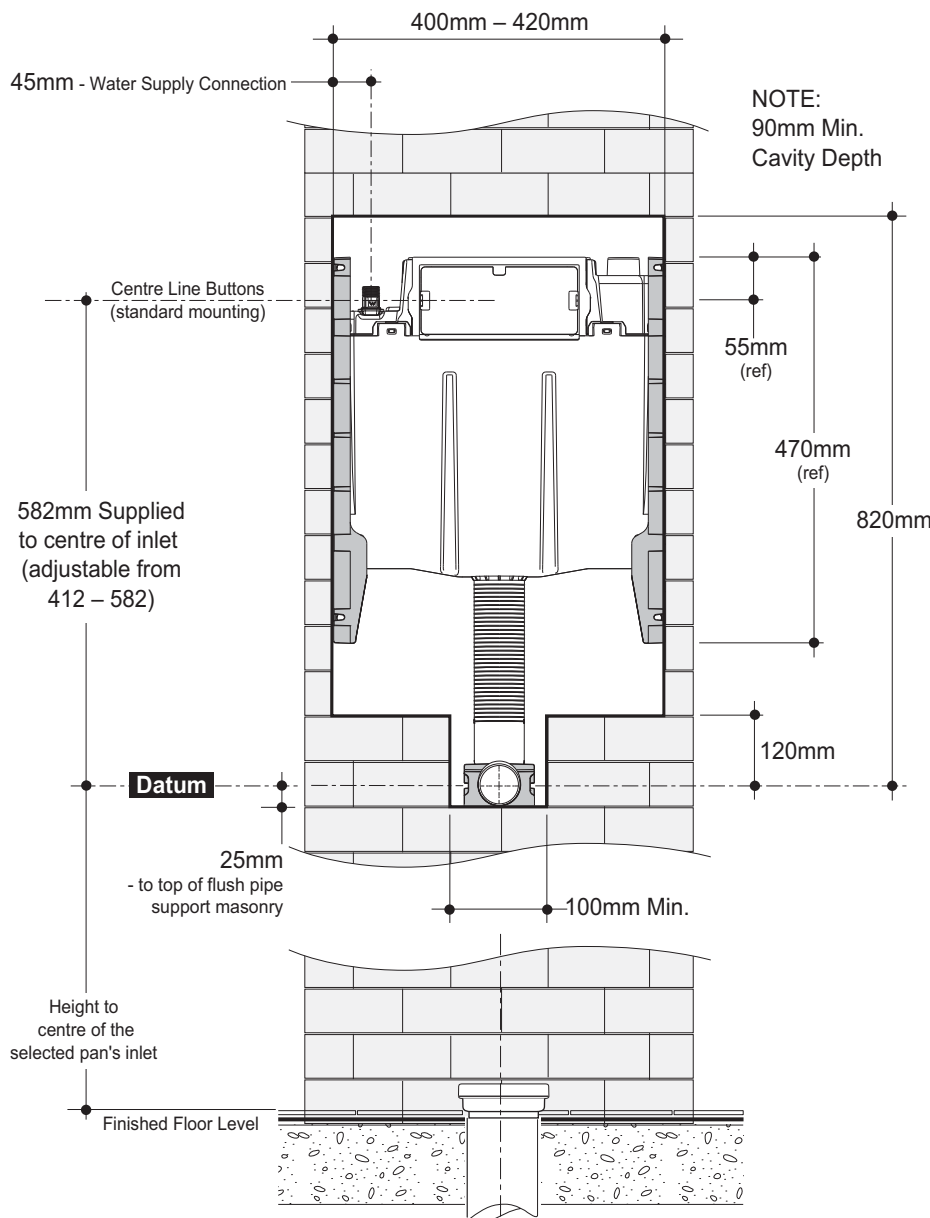 400mm – 420mm
45mm - Water Supply Connection
NOTE:
90mm Min.
Cavity Depth
Centre Line Buttons
(standard mounting)
55mm
(ref)
470mm
(ref)
820mm
582mm Supplied
to centre of inlet
(adjustable from
412 – 582)
120mm
Datum
25mm
- to top of flush pipe
support masonry
100mm Min.
Height to
centre of the
selected pan's inlet
Finished Floor Level